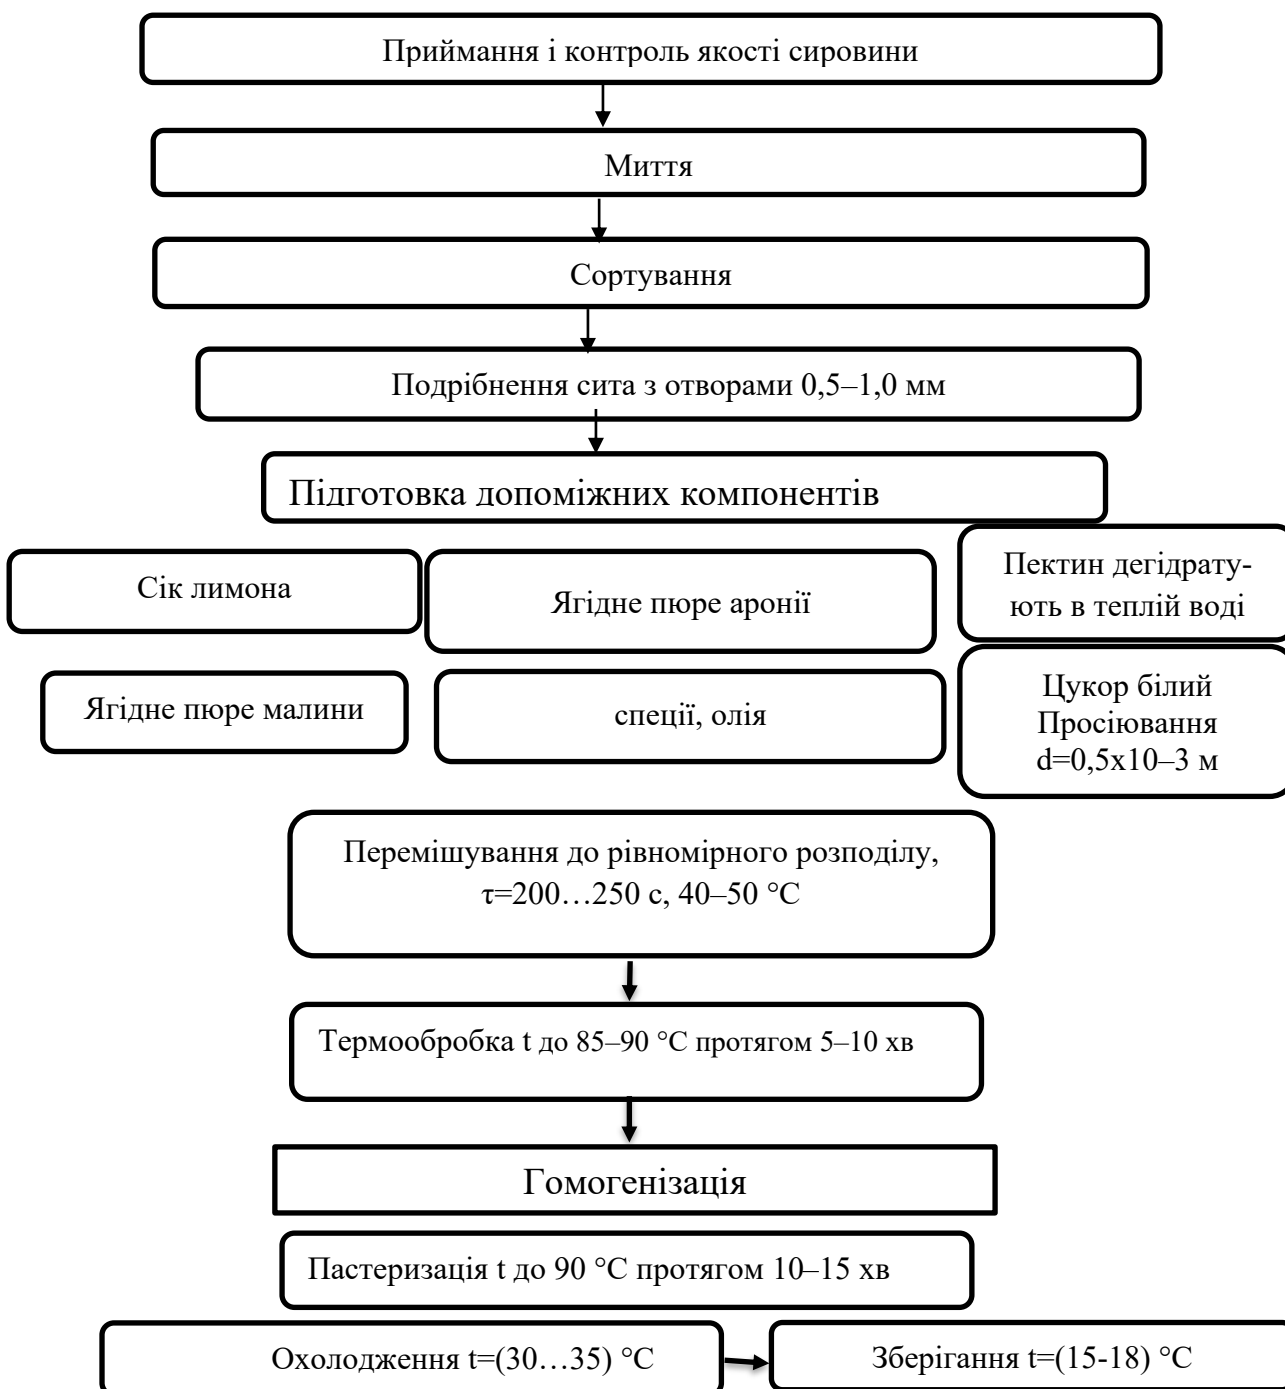 Приймання і контроль якості сировини
Миття
Сортування
Подрібнення сита з отворами 0,5–1,0 мм
Підготовка допоміжних компонентів
Сік лимона
Ягідне пюре аронії
Пектин дегідрату-
ють в теплій воді
Ягідне пюре малини
спеції, олія
Цукор білий
Просіювання
d=0,5x10–3 м
Перемішування до рівномірного розподілу,
τ=200…250 с, 40–50 °С
Термообробка t до 85–90 °С протягом 5–10 хв
Гомогенізація
Пастеризація t до 90 °С протягом 10–15 хв
Охолодження t=(30…35) °С
Зберігання t=(15-18) °С